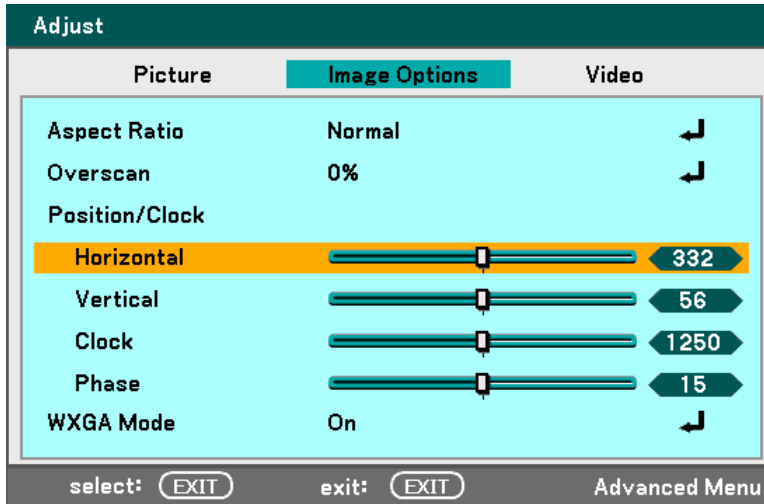 Adjust
Picture Image Options Video
Aspect Ratio Normal
Overscan 0%
Position/Clock
Horizontal 332
Vertical 56
Clock 1250
Phase 15
WXGA Mode On
select: EXIT exit: EXIT Advanced Menu